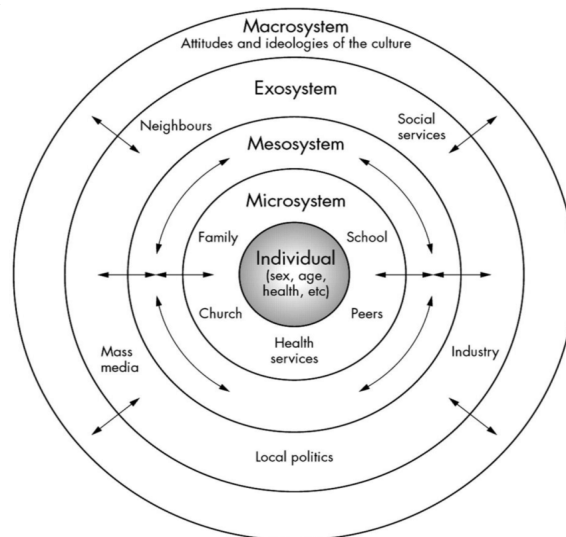 Macrosystem
Attitudes and ideologies of the culture
Exosystem
Neighbours
Social
services
Mesosystem
Microsystem
Family
School
Individual
(sex, age,
health, etc)
Church
Peers
Health
services
Mass
media
Industry
Local politics